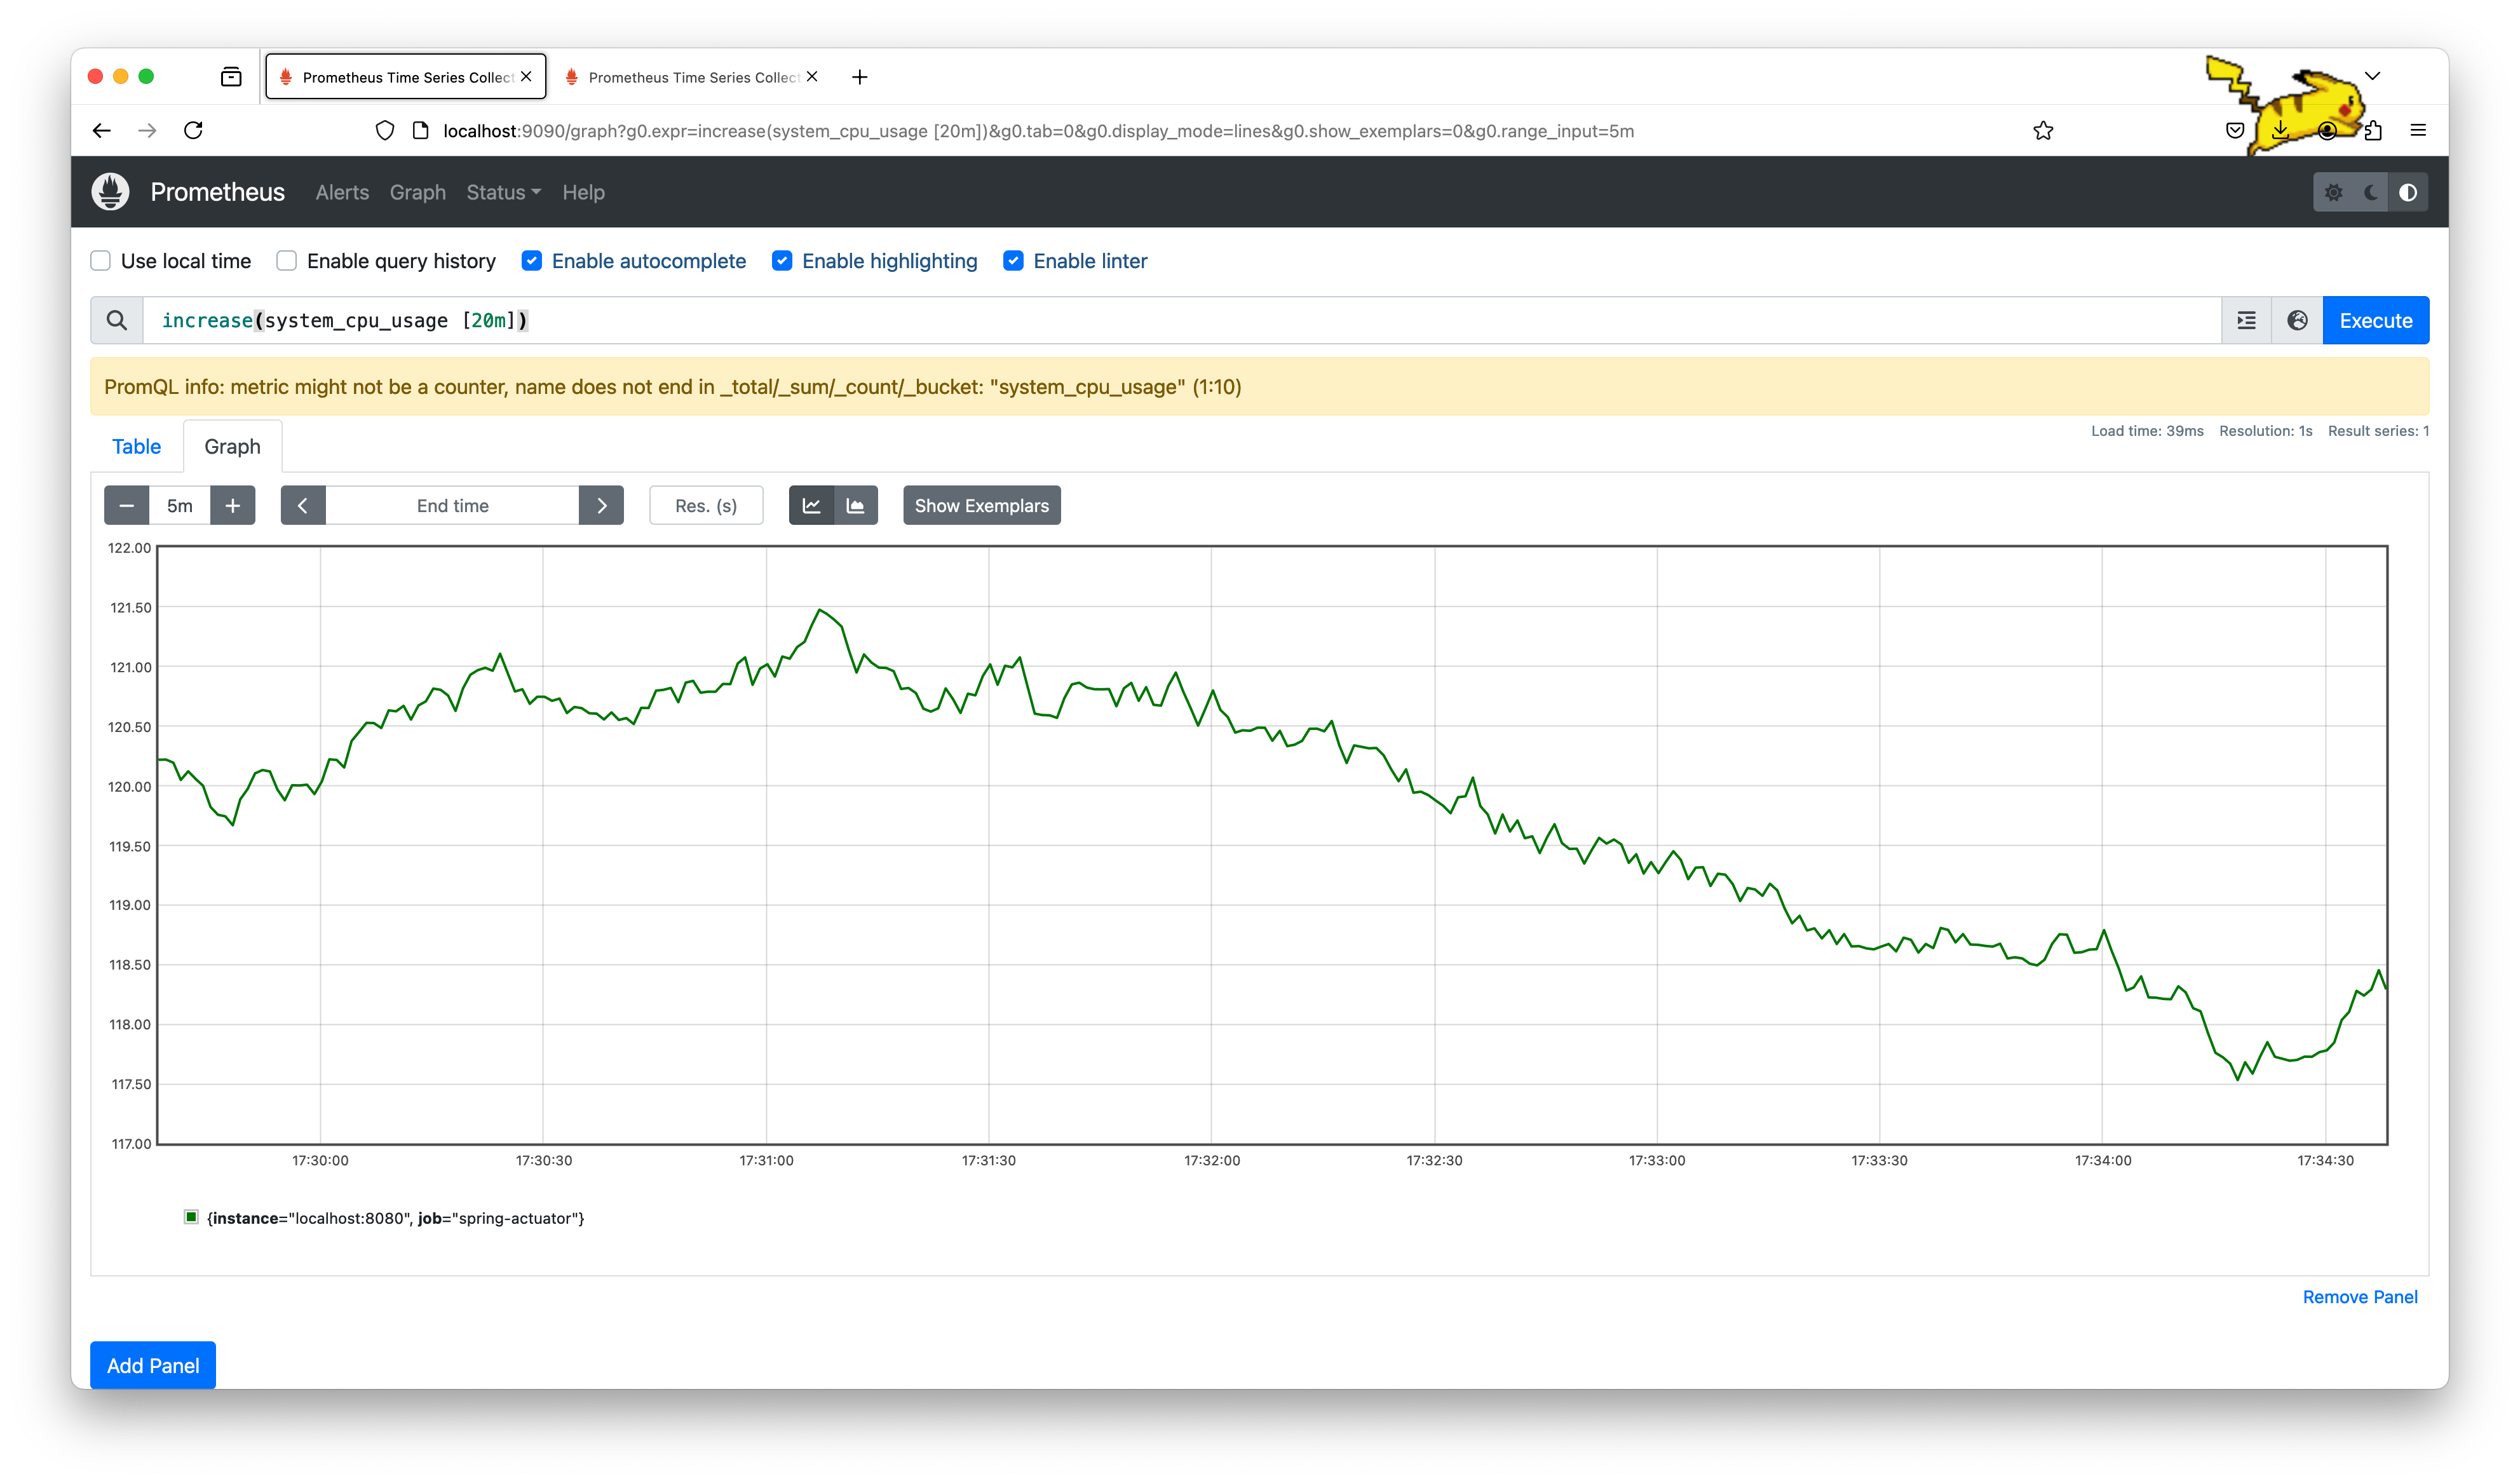 Prometheus Time Series Collect
Prometheus Time Series Collect
localhost:9090/graph?g0.expr=increase(system_cpu_usage [20m])&g0.tab=0&g0.display_mode=lines&g0.show_exemplars=0&g0.range_input=5m
Prometheus Alerts Graph Status Help
Use local time Enable query history Enable autocomplete Enable highlighting Enable linter
increase(system_cpu_usage [20m])
Execute
PromQL info: metric might not be a counter, name does not end in _total/_sum/_count/_bucket: "system_cpu_usage" (1:10)
Table Graph
Load time: 39ms Resolution: 1s Result series: 1
5m End time Res. (s) Show Exemplars
122.00
121.50
121.00
120.50
120.00
119.50
119.00
118.50
118.00
117.50
117.00
17:30:00 17:30:30 17:31:00 17:31:30 17:32:00 17:32:30 17:33:00 17:33:30 17:34:00 17:34:30
{instance="localhost:8080", job="spring-actuator"}
Remove Panel
Add Panel